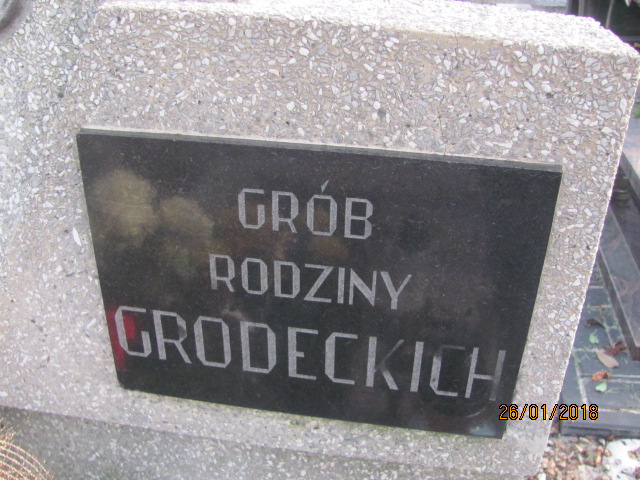 GRÓB
RODZINY
GRODECKICH
26/01/2018